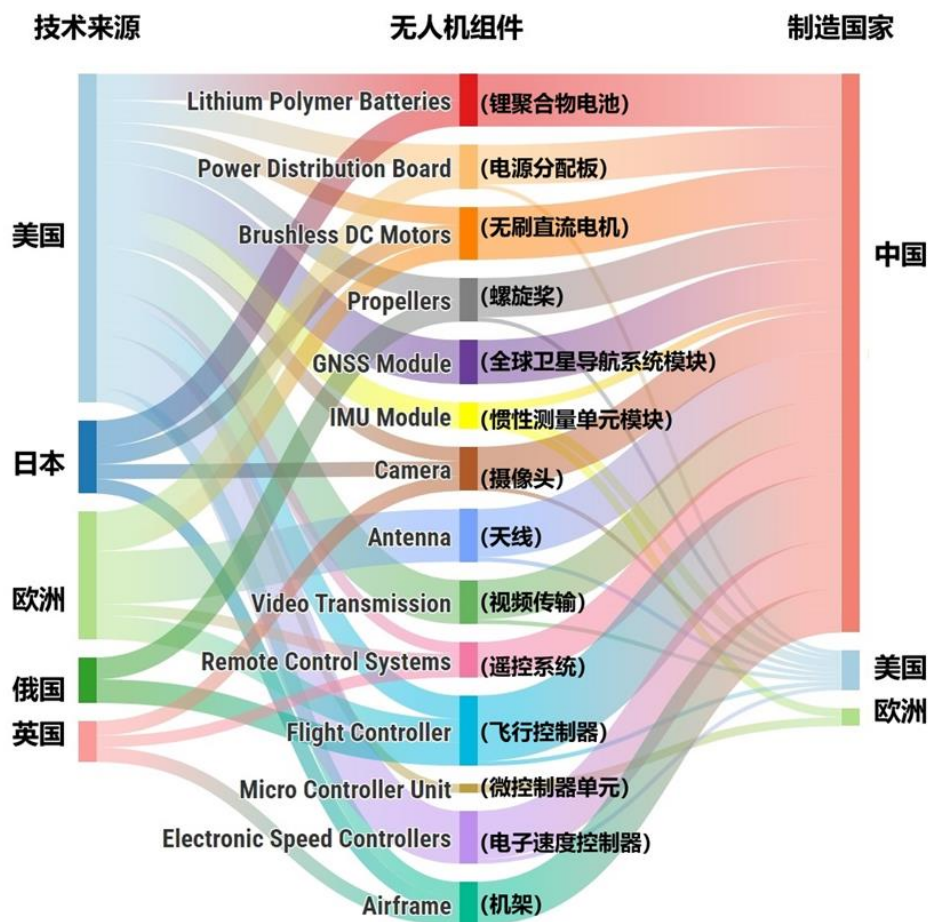 技术来源
无人机组件
制造国家
美国
日本
欧洲
俄国
英国
Lithium Polymer Batteries (锂聚合物电池)
Power Distribution Board (电源分配板)
Brushless DC Motors (无刷直流电机)
Propellers (螺旋桨)
GNSS Module (全球卫星导航系统模块)
IMU Module (惯性测量单元模块)
Camera (摄像头)
Antenna (天线)
Video Transmission (视频传输)
Remote Control Systems (遥控系统)
Flight Controller (飞行控制器)
Micro Controller Unit (微控制器单元)
Electronic Speed Controllers (电子速度控制器)
Airframe (机架)
中国
美国
欧洲